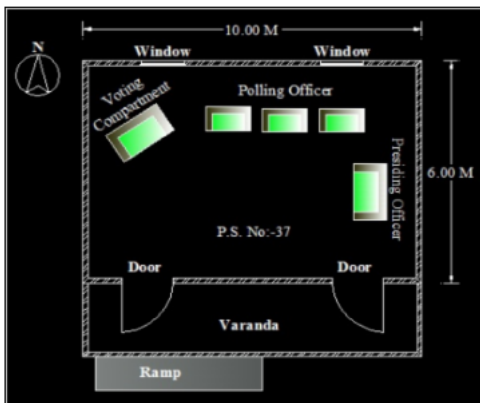 10.00 M
N
Window
Window
Voting
Compartment
Polling Officer
Presiding Officer
6.00 M
P.S. No:-37
Door
Door
Varanda
Ramp